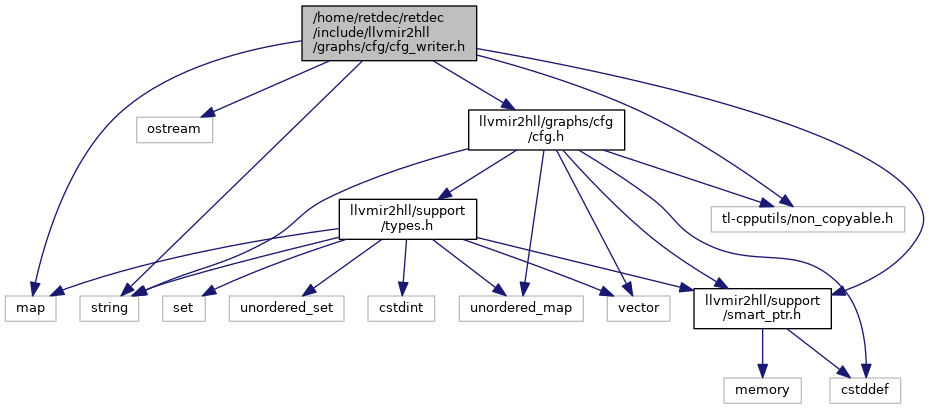 /home/retdec/retdec
/include/llvmir2hll
/graphs/cfg/cfg_writer.h
ostream
llvmir2hll/graphs/cfg
/cfg.h
llvmir2hll/support
/types.h
tl-cpputils/non_copyable.h
map
string
set
unordered_set
cstdint
unordered_map
vector
llvmir2hll/support
/smart_ptr.h
memory
cstddef